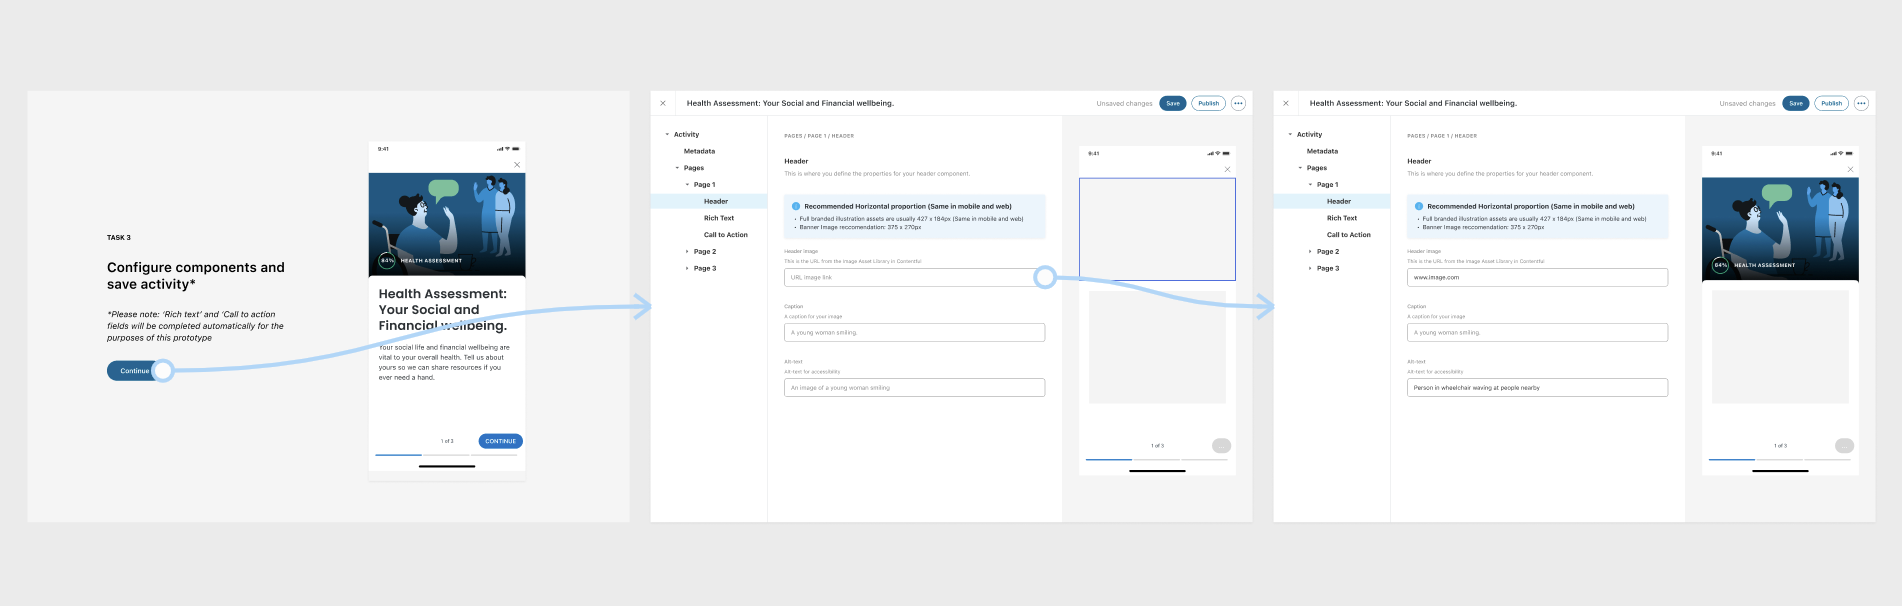 TASK 3
Configure components and
save activity*
*Please note: 'Rich text' and 'Call to action
fields will be completed automatically for the
purposes of this prototype
Continue
9:41
84%
HEALTH ASSESSMENT
Health Assessment:
Your Social and
Financial wellbeing.
Your social life and financial wellbeing are
vital to your overall health. Tell us about
yours so we can share resources if you
ever need a hand.
1 of 3
CONTINUE
Health Assessment: Your Social and Financial wellbeing.
Unsaved changes
Save
Publish
Activity
Metadata
Pages
Page 1
Header
Rich Text
Call to Action
Page 2
Page 3
PAGES / PAGE 1 / HEADER
Header
This is where you define the properties for your header component.
Recommended Horizontal proportion (Same in mobile and web)
• Full branded illustration assets are usually 427 x 184px (Same in mobile and web)
• Banner Image reccomendation: 375 x 270px
Header image
This is the URL from the Image Asset Library in Contentful
URL image link
Caption
A caption for your image
A young woman smiling.
Alt-text
Alt-text for accessibility
An image of a young woman smiling
9:41
1 of 3
Health Assessment: Your Social and Financial wellbeing.
Unsaved changes
Save
Publish
Activity
Metadata
Pages
Page 1
Header
Rich Text
Call to Action
Page 2
Page 3
PAGES / PAGE 1 / HEADER
Header
This is where you define the properties for your header component.
Recommended Horizontal proportion (Same in mobile and web)
• Full branded illustration assets are usually 427 x 184px (Same in mobile and web)
• Banner Image reccomendation: 375 x 270px
Header image
This is the URL from the Image Asset Library in Contentful
www.image.com
Caption
A caption for your image
A young woman smiling.
Alt-text
Alt-text for accessibility
Person in wheelchair waving at people nearby
9:41
84%
HEALTH ASSESSMENT
1 of 3